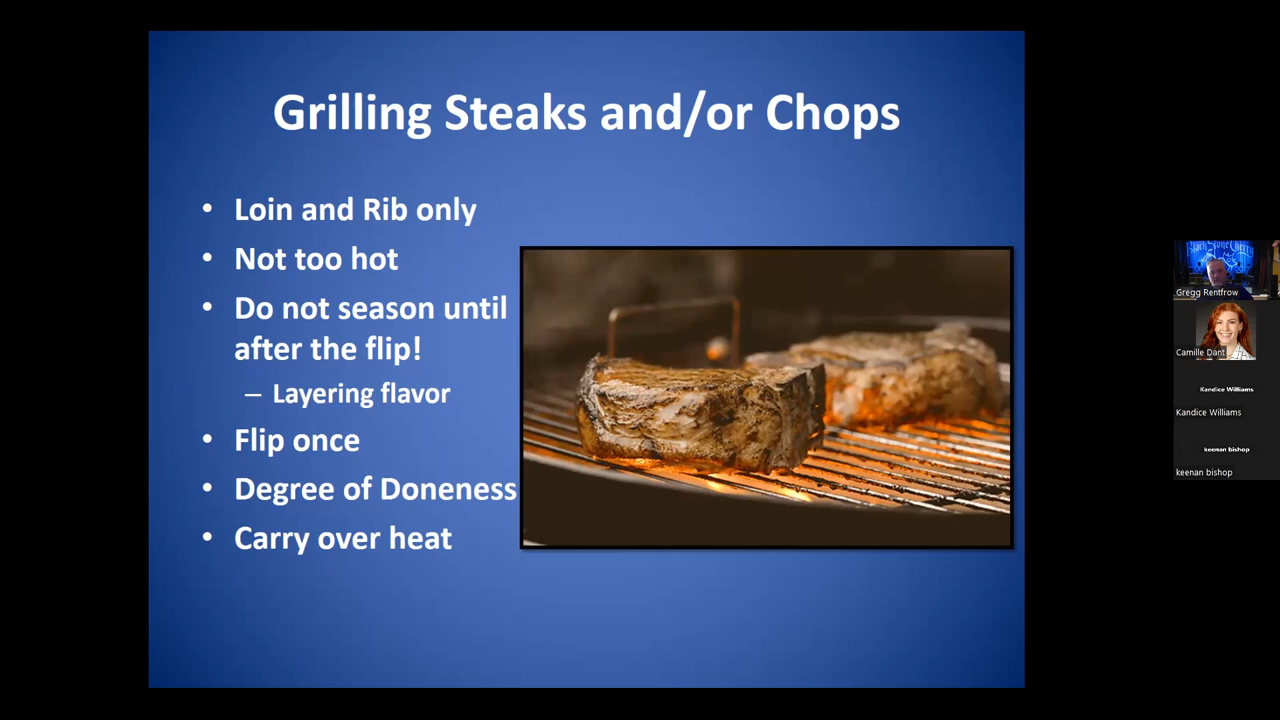 Grilling Steaks and/or Chops
• Loin and Rib only
• Not too hot
• Do not season until
after the flip!
– Layering flavor
• Flip once
• Degree of Doneness
• Carry over heat
Gregg Rentfrow
Camille Dant
Kandice Williams
Kandice Williams
keenan bishop
keenan bishop